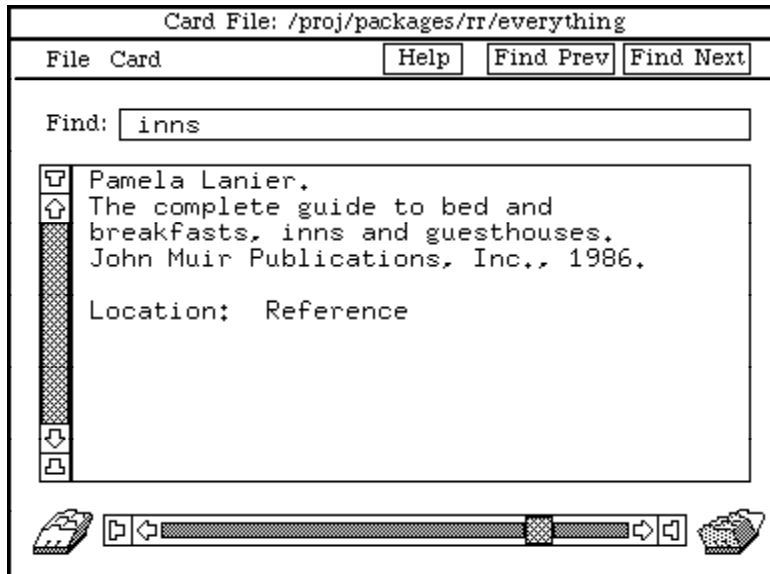 Card File: /proj/packages/rr/everything
File Card Help Find Prev Find Next
Find: inns
Pamela Lanier.
The complete guide to bed and
breakfasts, inns and guesthouses.
John Muir Publications, Inc., 1986.
Location: Reference